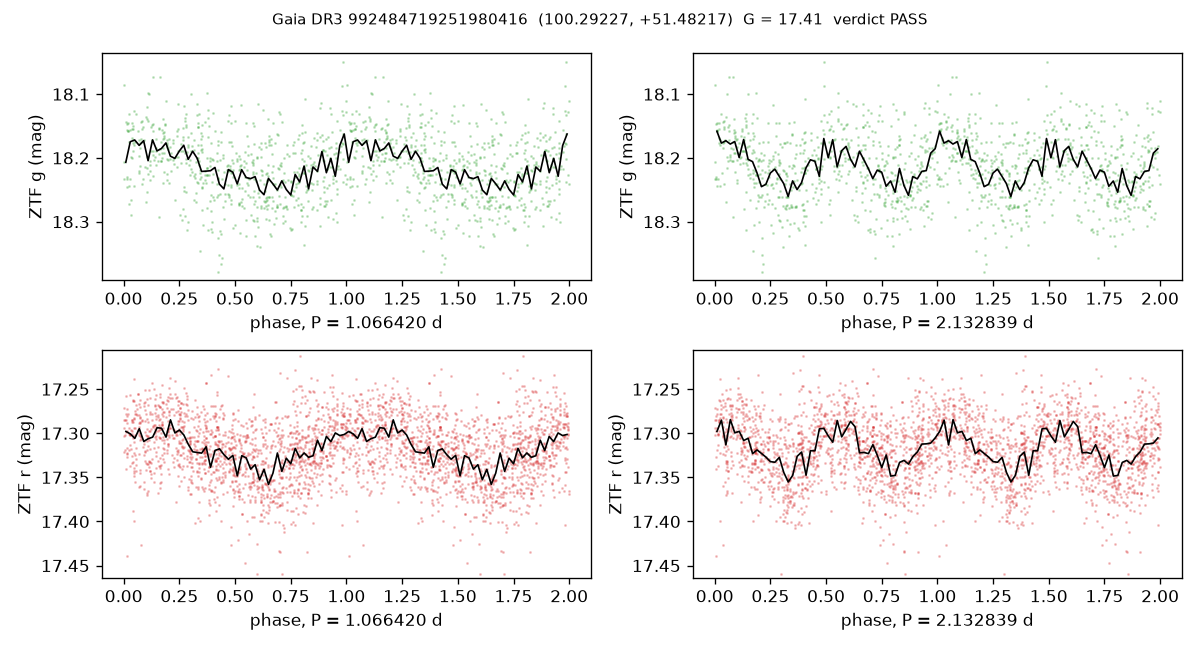 Gaia DR3 992484719251980416 (100.29227, +51.48217) G = 17.41 verdict PASS
ZTF g (mag)
18.1
18.2
18.3
0.00 0.25 0.50 0.75 1.00 1.25 1.50 1.75 2.00
phase, P = 1.066420 d
ZTF g (mag)
18.1
18.2
18.3
0.00 0.25 0.50 0.75 1.00 1.25 1.50 1.75 2.00
phase, P = 2.132839 d
ZTF r (mag)
17.25
17.30
17.35
17.40
17.45
0.00 0.25 0.50 0.75 1.00 1.25 1.50 1.75 2.00
phase, P = 1.066420 d
ZTF r (mag)
17.25
17.30
17.35
17.40
17.45
0.00 0.25 0.50 0.75 1.00 1.25 1.50 1.75 2.00
phase, P = 2.132839 d